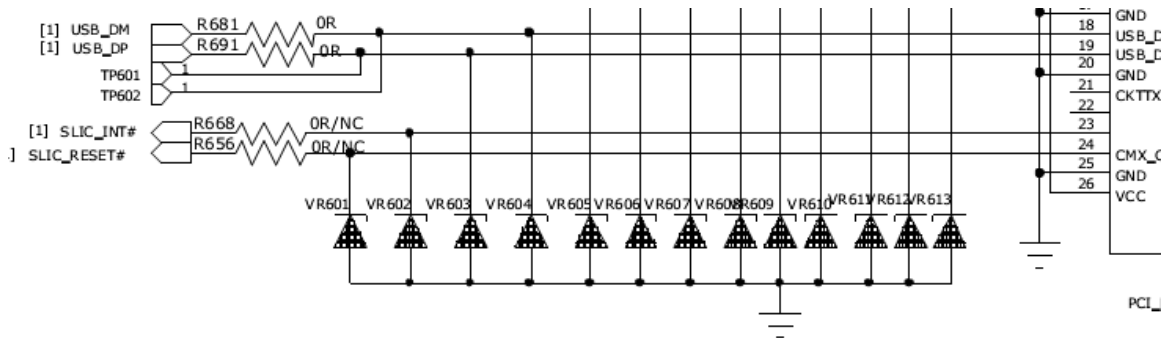 [1] USB_DM R681 0R
[1] USB_DP R691 0R
TP601 1
TP602 1
[1] SLIC_INT# R668 0R/NC
] SLIC_RESET# R656 0R/NC
GND
18 USB_D
19 USB_D
20 GND
21 CKTTX
22
23
24 CMX_C
25 GND
26 VCC
VR601 VR602 VR603 VR604 VR605 VR606 VR607 VR608 VR609 VR610 VR611 VR612 VR613
PCI_